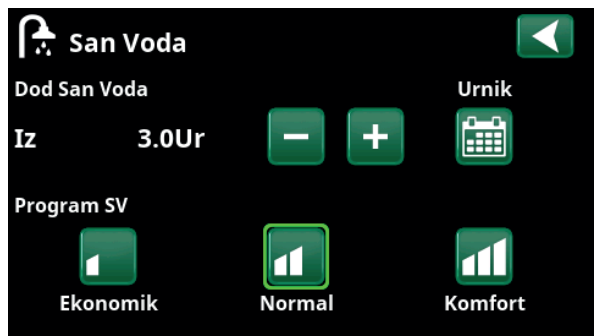 San Voda
Dod San Voda Urnik
Iz 3.0Ur
Program SV
Ekonomik Normal Komfort